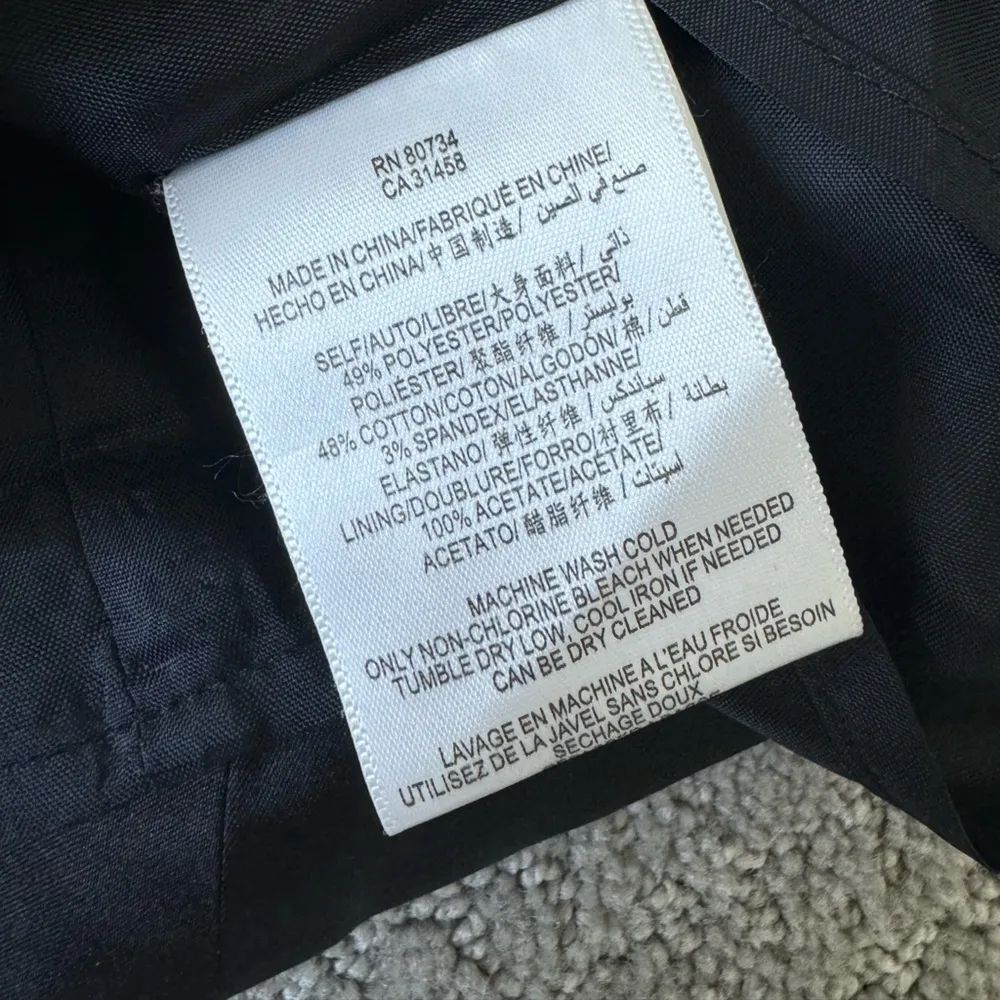 RN 80734
CA 31458
MADE IN CHINA/FABRIQUÉ EN CHINE/
HECHO EN CHINA/中国制造/ صنع في الصين
SELF/AUTO/LIBRE/大身面料/ ذاتي
49% POLYESTER/POLYESTER/
POLIÉSTER/ 聚酯纤维 / بوليستر
48% COTTON/COTON/ALGODÓN/棉/ قطن
3% SPANDEX/ELASTHANNE/
ELASTANO/ 弹性纤维 / سباندكس
LINING/DOUBLURE/FORRO/衬里布/ بطانة
100% ACETATE/ACETATE/
ACETATO/ 醋脂纤维 / اسيتات
MACHINE WASH COLD
ONLY NON-CHLORINE BLEACH WHEN NEEDED
TUMBLE DRY LOW, COOL IRON IF NEEDED
CAN BE DRY CLEANED
LAVAGE EN MACHINE A L'EAU FROIDE
UTILISEZ DE LA JAVEL SANS CHLORE SI BESOIN
SECHAGE DOUX